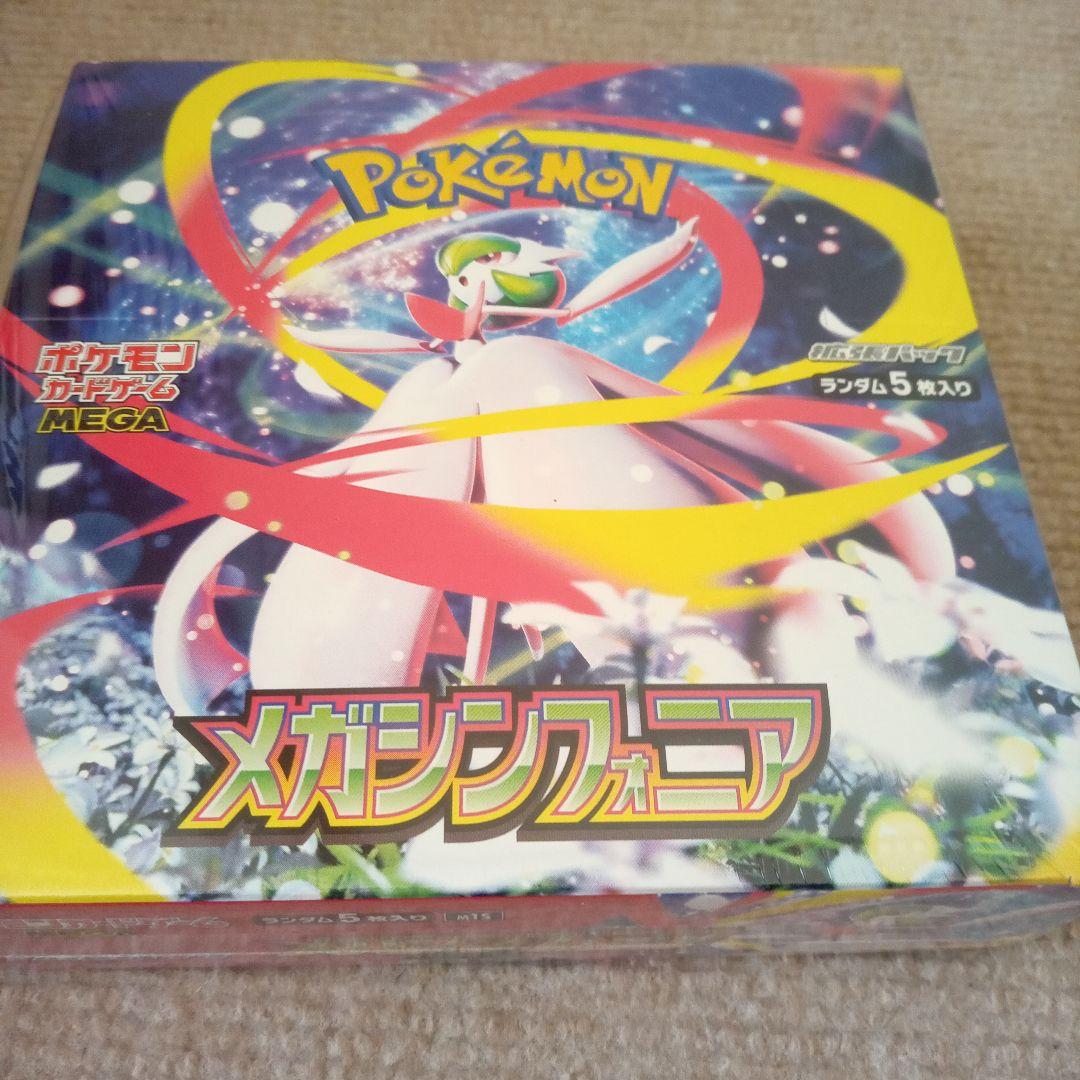 POKéMON
ポケモン
カードゲーム
MEGA
拡張パック
ランダム5枚入り
メガシンフォニア
ランダム5枚入り M1S